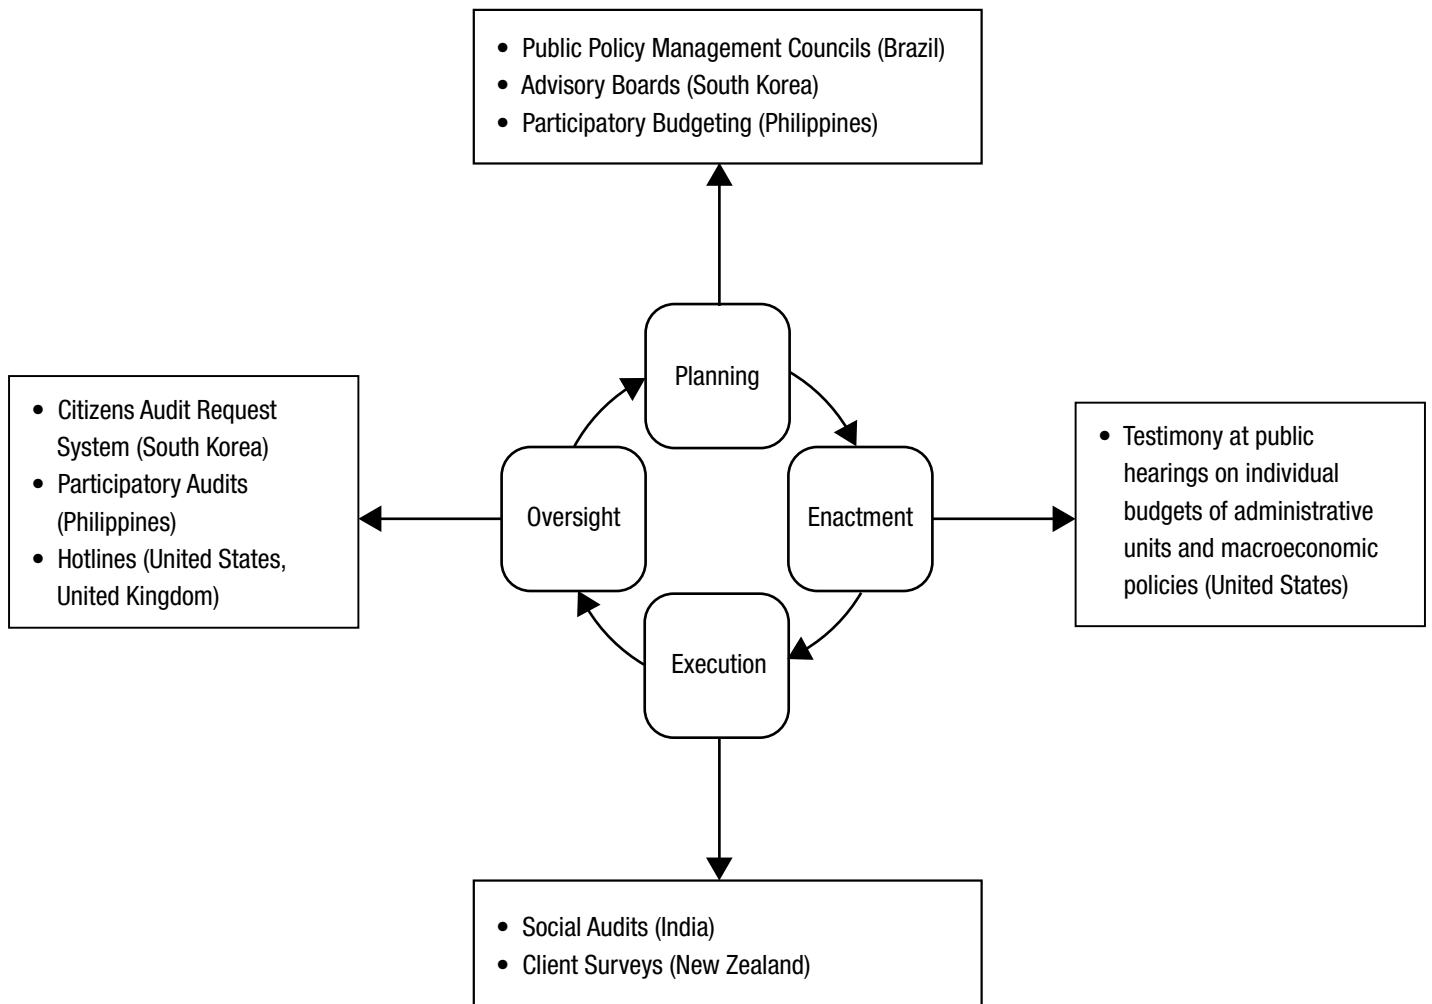 • Public Policy Management Councils (Brazil)
• Advisory Boards (South Korea)
• Participatory Budgeting (Philippines)
Planning
• Citizens Audit Request
System (South Korea)
• Participatory Audits
(Philippines)
• Hotlines (United States,
United Kingdom)
Oversight
Enactment
• Testimony at public
hearings on individual
budgets of administrative
units and macroeconomic
policies (United States)
Execution
• Social Audits (India)
• Client Surveys (New Zealand)